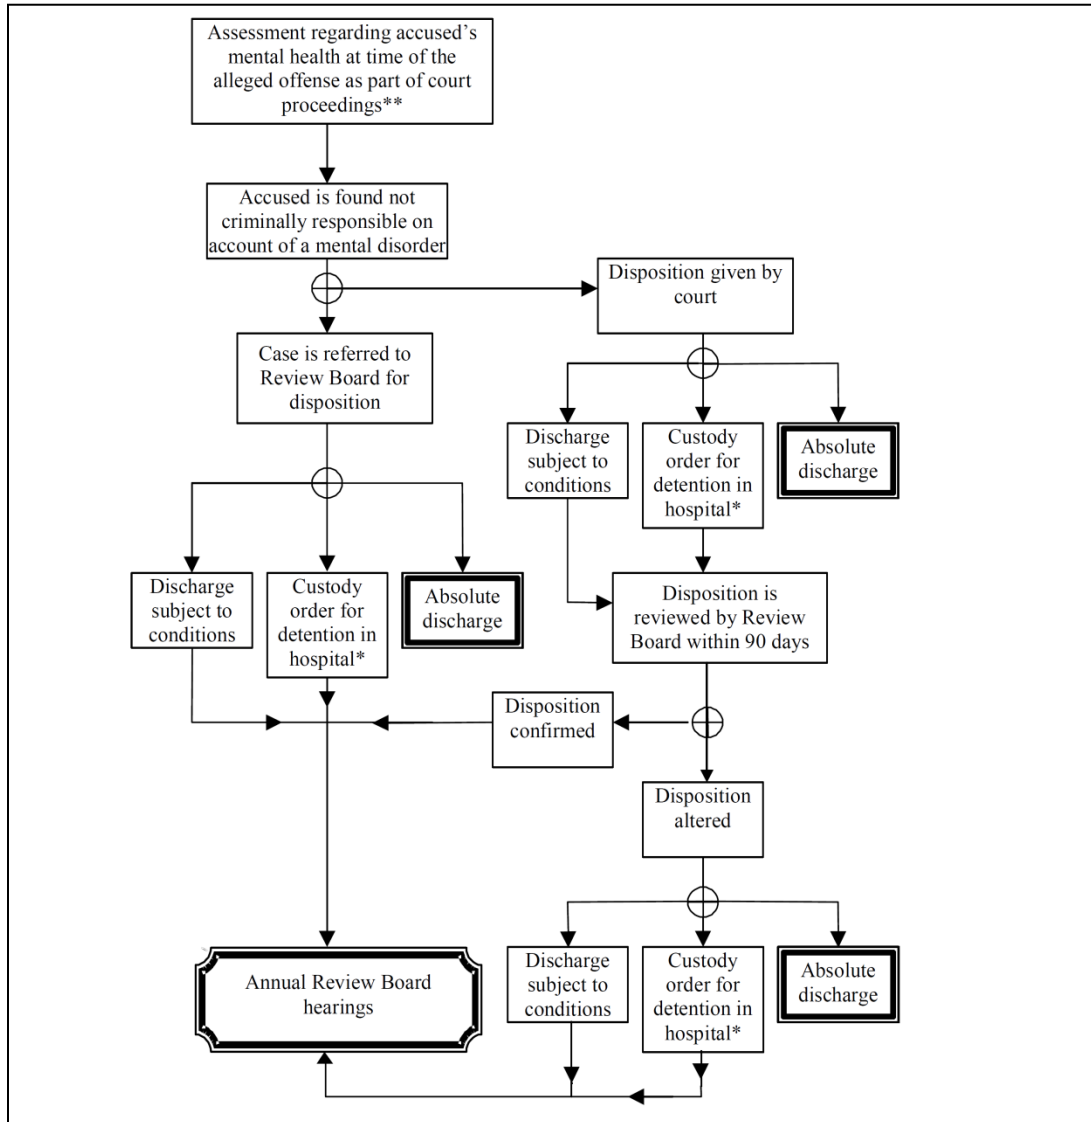 Assessment regarding accused’s
mental health at time of the
alleged offense as part of court
proceedings**
Accused is found not
criminally responsible on
account of a mental disorder
Disposition given by
court
Case is referred to
Review Board for
disposition
Discharge
subject to
conditions
Custody
order for
detention in
hospital*
Absolute
discharge
Discharge
subject to
conditions
Custody
order for
detention in
hospital*
Absolute
discharge
Disposition is
reviewed by Review
Board within 90 days
Disposition
confirmed
Disposition
altered
Annual Review Board
hearings
Discharge
subject to
conditions
Custody
order for
detention in
hospital*
Absolute
discharge